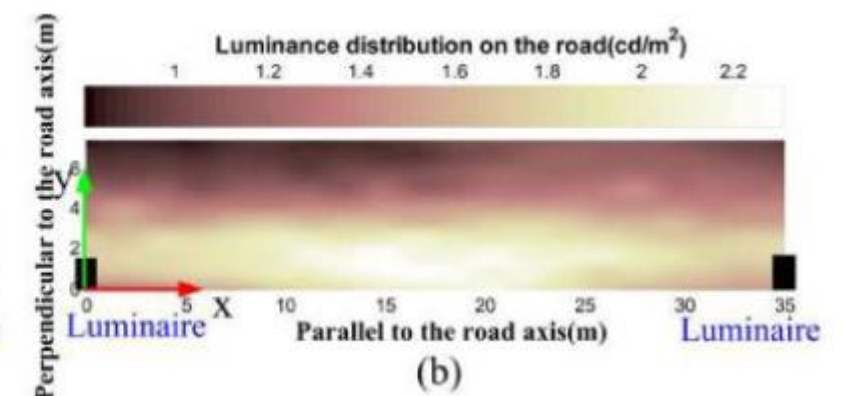 Luminance distribution on the road(cd/m²)
1 1.2 1.4 1.6 1.8 2 2.2
Perpendicular to the road axis(m)
6
y
4
2
0
0 5 10 15 20 25 30 35
X
Luminaire
Parallel to the road axis(m)
Luminaire
(b)